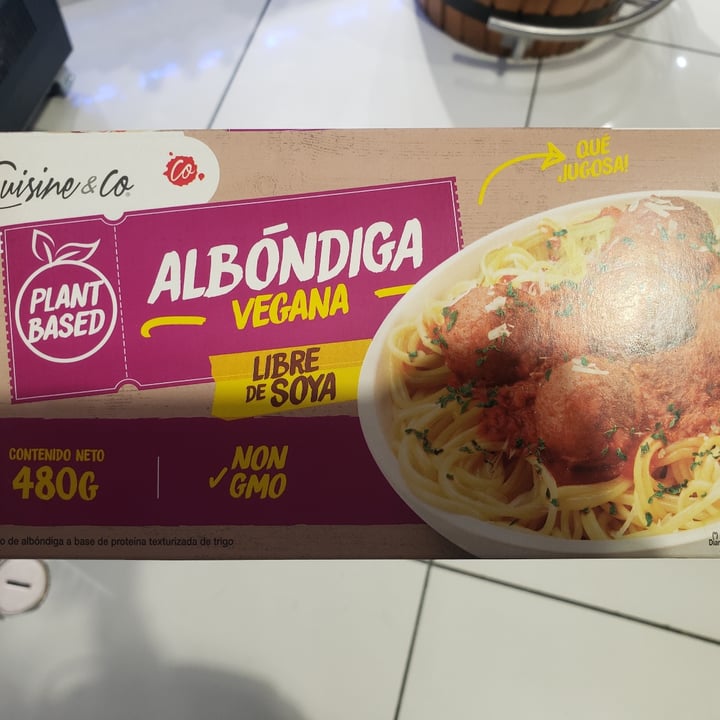 uisine & Co
Co.
QUÉ
JUGOSA!
PLANT
BASED
ALBÓNDIGA
VEGANA
LIBRE
DE SOYA
CONTENIDO NETO
480G
NON
GMO
o de albóndiga a base de proteína texturizada de trigo